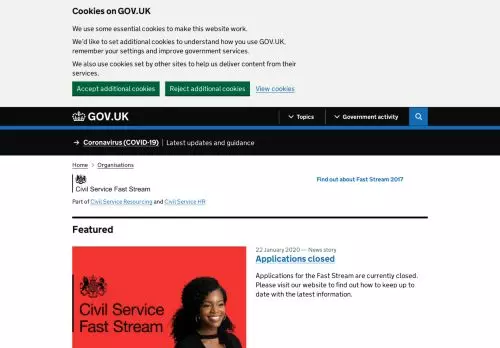 Cookies on GOV.UK
We use some essential cookies to make this website work.
We'd like to set additional cookies to understand how you use GOV.UK,
remember your settings and improve government services.
We also use cookies set by other sites to help us deliver content from their
services.
Accept additional cookies Reject additional cookies View cookies
GOV.UK Topics Government activity
→ Coronavirus (COVID-19) Latest updates and guidance
Home Organisations
Civil Service Fast Stream
Find out about Fast Stream 2017
Part of Civil Service Resourcing and Civil Service HR
Featured
22 January 2020 — News story
Applications closed
Applications for the Fast Stream are currently closed.
Please visit our website to find out how to keep up to
date with the latest information.
Civil Service
Fast Stream